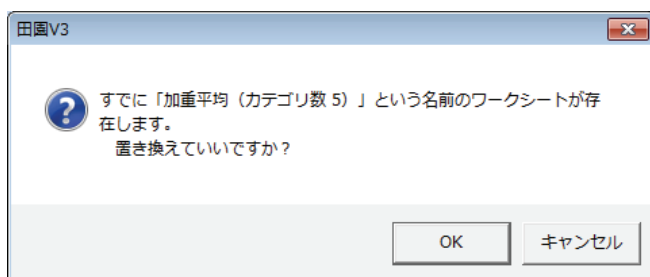 田園V3
すでに「加重平均（カテゴリ数 5）」という名前のワークシートが存
在します。
　置き換えていいですか？
OK
キャンセル